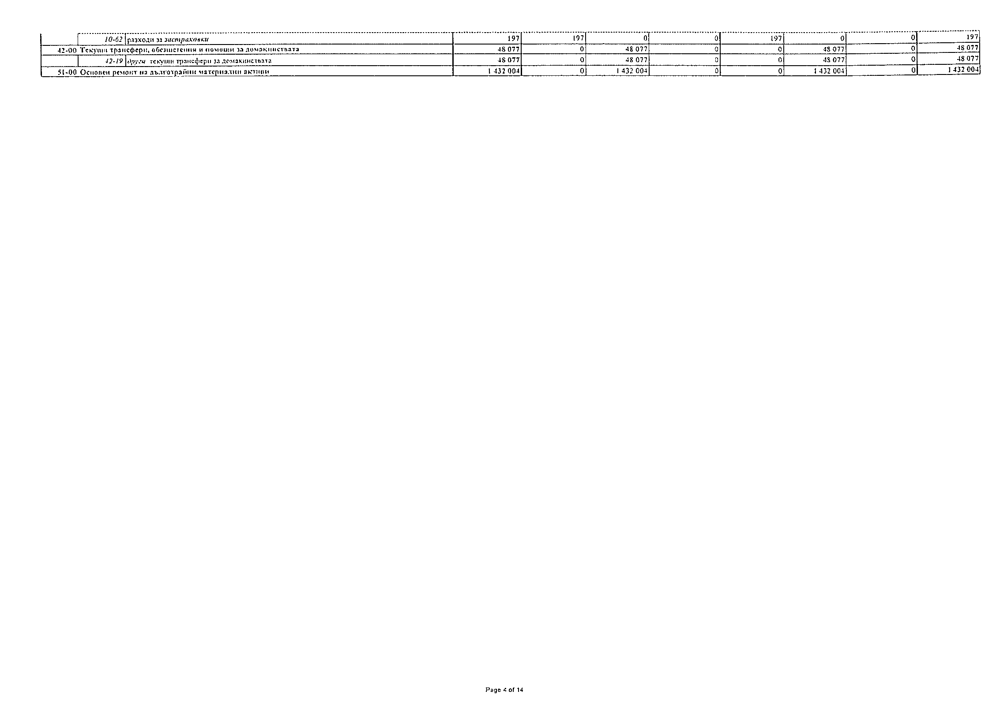 10-62 разходи за застраховки 197 197 0 0 197 0 0 197
42-00 Текущи трансфери, обезщетения и помощи за домакинствата 48 077 0 48 077 0 0 48 077 0 48 077
42-19 други текущи трансфери за домакинствата 48 077 0 48 077 0 0 48 077 0 48 077
51-00 Основен ремонт на дълготрайни материални активи 1 432 004 0 1 432 004 0 0 1 432 004 0 1 432 004
Page 4 of 14